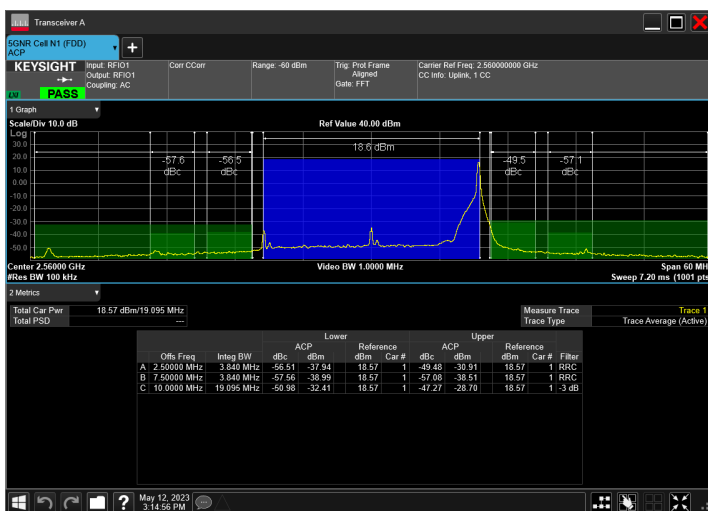 Transceiver A
5GNR Cell N1 (FDD)
ACP
KEYSIGHT
Input: RFIO1
Output: RFIO1
Coupling: AC
Corr CCorr
Range: -60 dBm
Trig: Prot Frame
Aligned
Gate: FFT
Carrier Ref Freq: 2.560000000 GHz
CC Info: Uplink, 1 CC
LXI PASS
1 Graph
Scale/Div 10.0 dB
Ref Value 40.00 dBm
Log
30.0
20.0
10.0
0.00
-10.0
-20.0
-30.0
-40.0
-50.0
-57.6
dBc
-56.5
dBc
18.6 dBm
-49.5
dBc
-57.1
dBc
Center 2.56000 GHz
Video BW 1.0000 MHz
Span 60 MH
#Res BW 100 kHz
Sweep 7.20 ms (1001 pts
2 Metrics
Total Car Pwr 18.57 dBm/19.095 MHz
Total PSD ---
Measure Trace Trace 1
Trace Type Trace Average (Active)
Lower Upper
ACP Reference ACP Reference
Offs Freq Integ BW dBc dBm dBm Car # dBc dBm dBm Car # Filter
A 2.50000 MHz 3.840 MHz -56.51 -37.94 18.57 1 -49.48 -30.91 18.57 1 RRC
B 7.50000 MHz 3.840 MHz -57.56 -38.99 18.57 1 -57.08 -38.51 18.57 1 RRC
C 10.0000 MHz 19.095 MHz -50.98 -32.41 18.57 1 -47.27 -28.70 18.57 1 -3 dB
May 12, 2023
3:14:56 PM